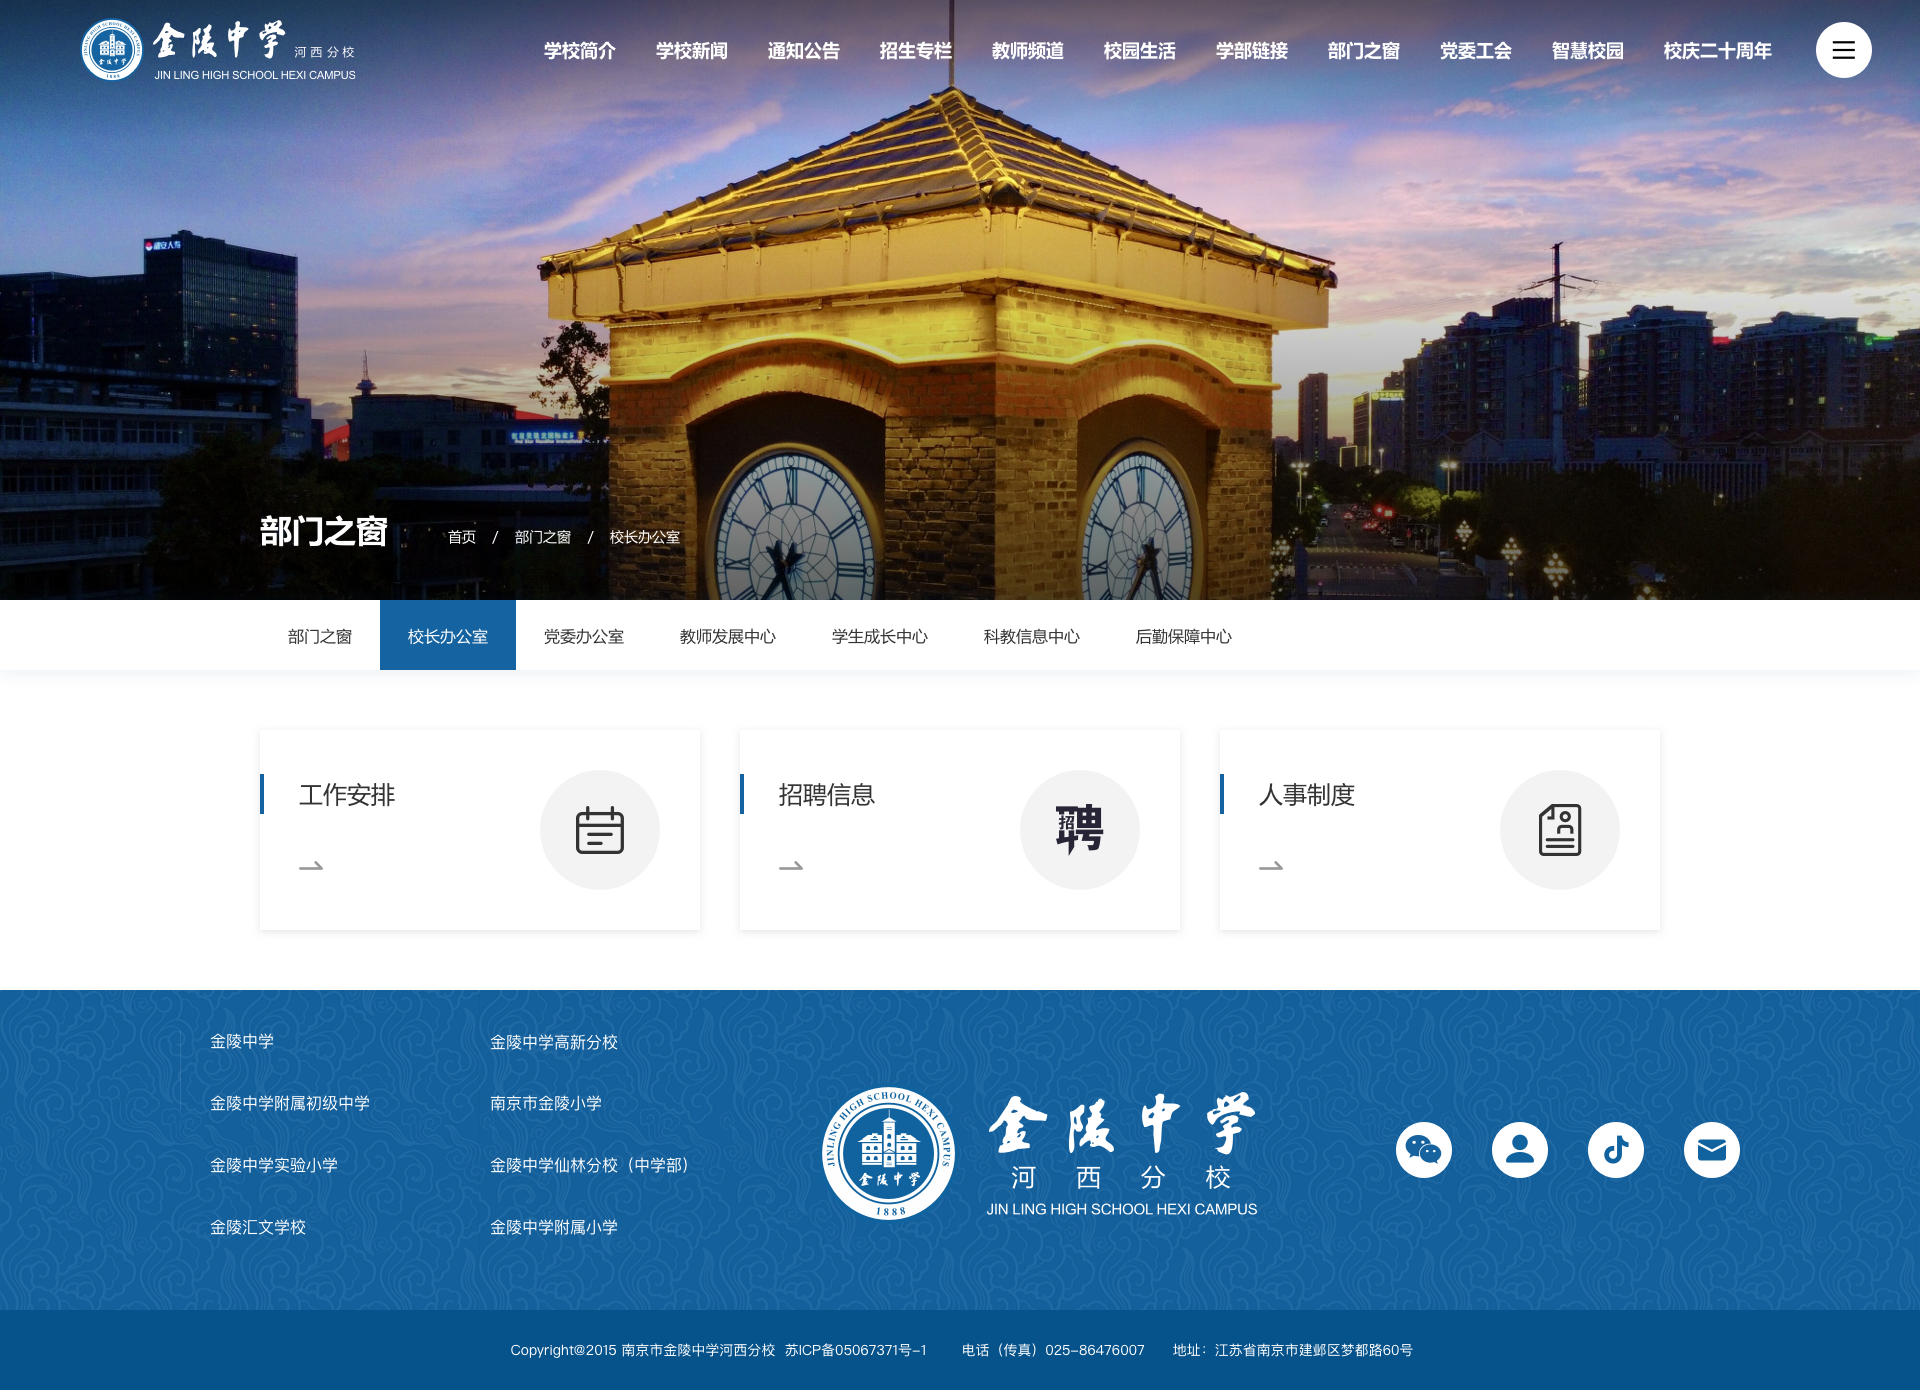 金陵中学 河西分校
JIN LING HIGH SCHOOL HEXI CAMPUS
学校简介 学校新闻 通知公告 招生专栏 教师频道 校园生活 学部链接 部门之窗 党委工会 智慧校园 校庆二十周年
部门之窗 首页 / 部门之窗 / 校长办公室
部门之窗 校长办公室 党委办公室 教师发展中心 学生成长中心 科教信息中心 后勤保障中心
工作安排 招聘信息 人事制度
招聘
金陵中学 金陵中学高新分校
金陵中学附属初级中学 南京市金陵小学
金陵中学实验小学 金陵中学仙林分校（中学部）
金陵汇文学校 金陵中学附属小学
JINLING HIGH SCHOOL HEXI CAMPUS
金陵中学
1888
金陵中学
河西分校
JIN LING HIGH SCHOOL HEXI CAMPUS
Copyright@2015 南京市金陵中学河西分校 苏ICP备05067371号-1 电话（传真）025-86476007 地址：江苏省南京市建邺区梦都路60号